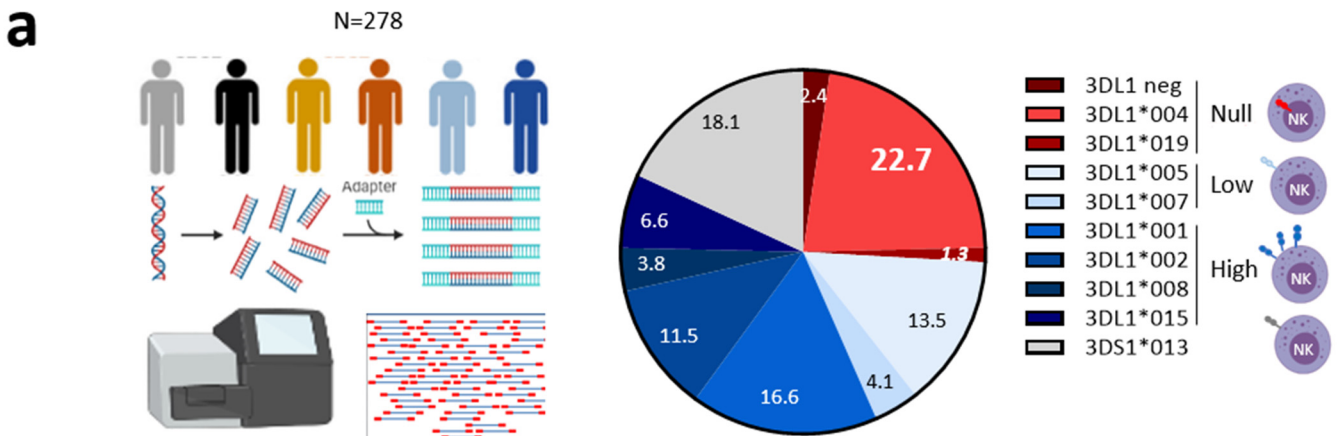 a
N=278
Adapter
2.4
22.7
1.3
13.5
4.1
16.6
11.5
3.8
6.6
18.1
3DL1 neg
3DL1*004
3DL1*019
3DL1*005
3DL1*007
3DL1*001
3DL1*002
3DL1*008
3DL1*015
3DS1*013
Null
Low
High
NK
NK
NK
NK